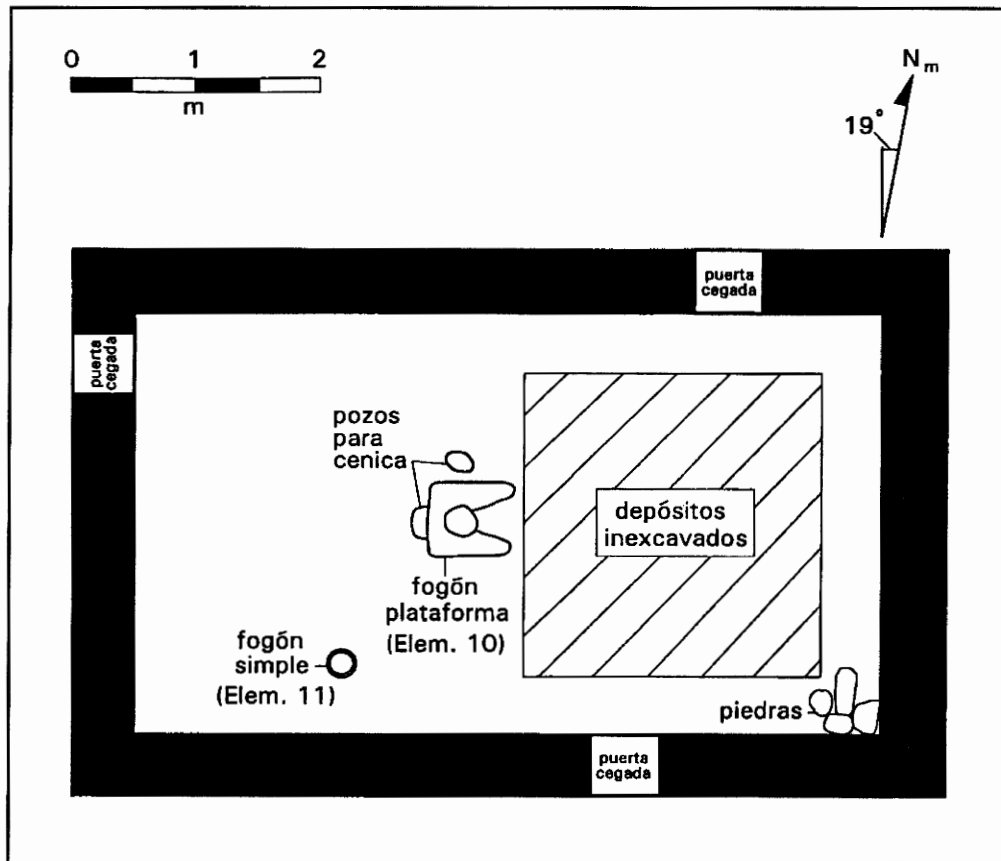 0 1 2
m
N m
19°
puerta
cegada
puerta
cegada
pozos
para
cenica
depósitos
inexcavados
fogón
plataforma
(Elem. 10)
fogón
simple
(Elem. 11)
piedras
puerta
cegada